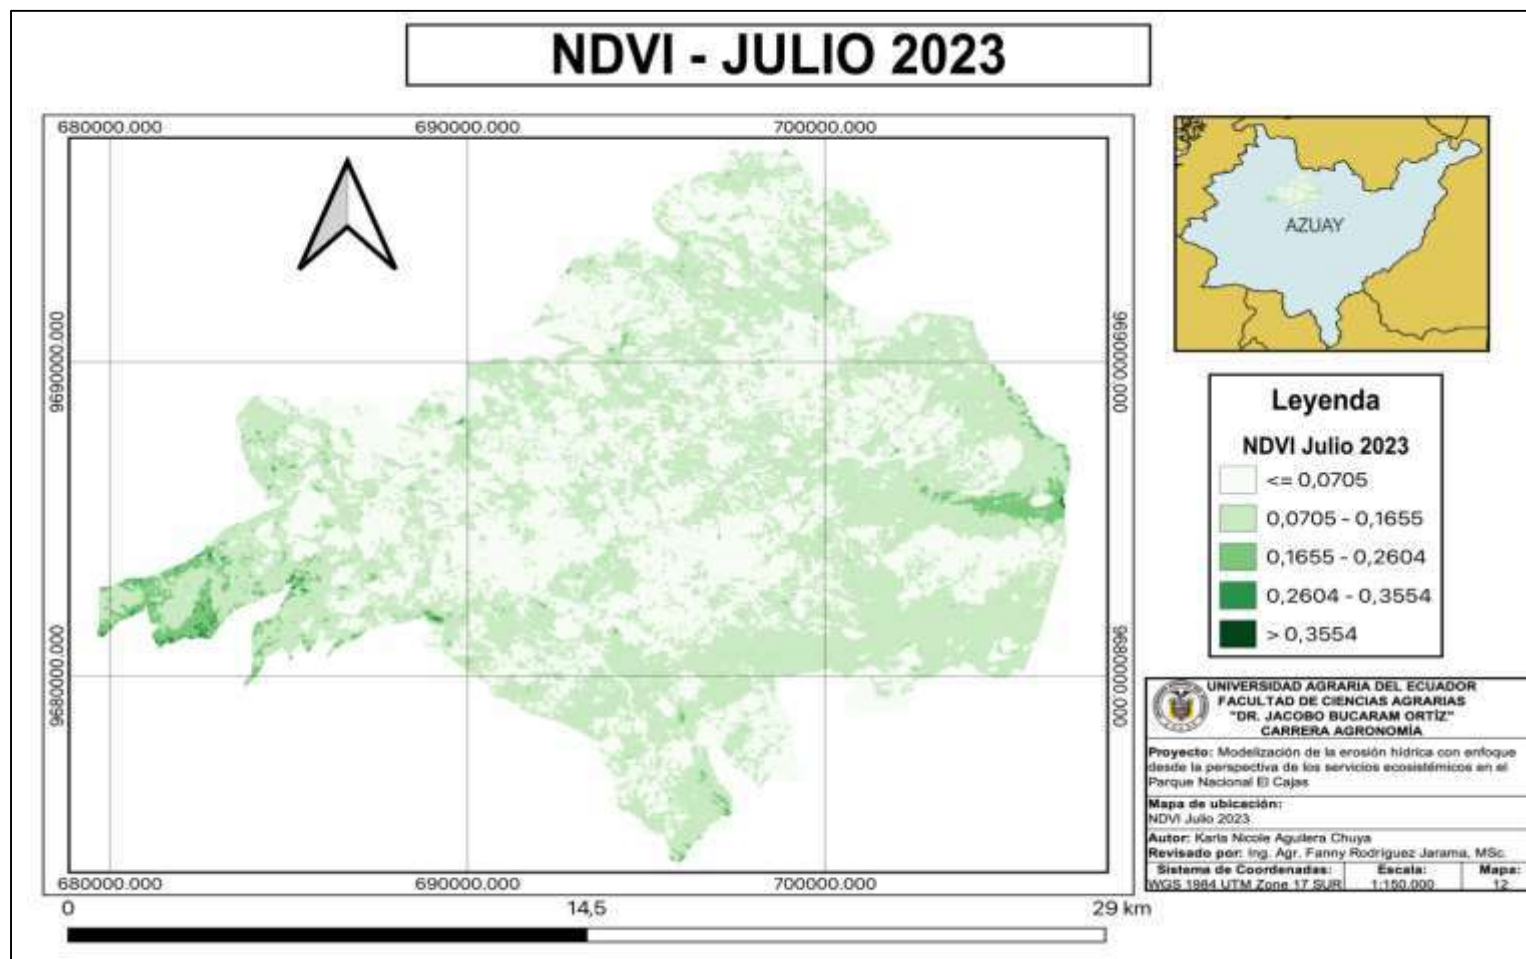 NDVI - JULIO 2023
680000.000
690000.000
700000.000
9690000.000
9690000.000
9680000.000
9680000.000
680000.000
690000.000
700000.000
0
14,5
29 km
AZUAY
Leyenda
NDVI Julio 2023
<= 0,0705
0,0705 - 0,1655
0,1655 - 0,2604
0,2604 - 0,3554
> 0,3554
UNIVERSIDAD AGRARIA DEL ECUADOR
FACULTAD DE CIENCIAS AGRARIAS
"DR. JACOBO BUCARAM ORTÍZ"
CARRERA AGRONOMÍA
Proyecto: Modelización de la erosión hídrica con enfoque
desde la perspectiva de los servicios ecosistémicos en el
Parque Nacional El Cajas
Mapa de ubicación:
NDVI Julio 2023
Autor: Karla Nicole Aguilera Chuya
Revisado por: Ing. Agr. Fanny Rodríguez Jarama, MSc.
Sistema de Coordenadas:
WGS 1984 UTM Zone 17 SUR
Escala:
1:150.000
Mapa:
12